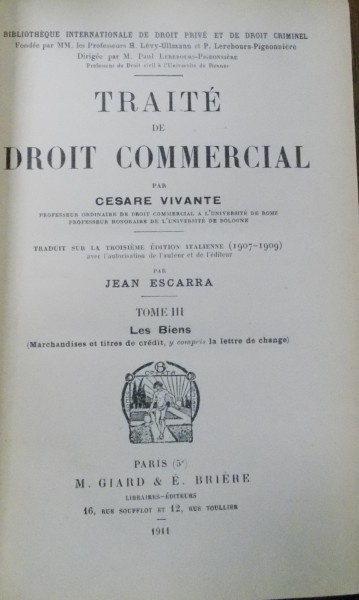 BIBLIOTHÈQUE INTERNATIONALE DE DROIT PRIVÉ ET DE DROIT CRIMINEL
Fondée par MM. les Professeurs H. Lévy-Ullmann et P. Lerebours-Pigeonnière
Dirigée par M. Paul Lerebours-Pigeonnière
Professeur de Droit civil à l'Université de Rennes
TRAITÉ
DE
DROIT COMMERCIAL
PAR
CESARE VIVANTE
PROFESSEUR ORDINAIRE DE DROIT COMMERCIAL A L'UNIVERSITÉ DE ROME
PROFESSEUR HONORAIRE DE L'UNIVERSITÉ DE BOLOGNE
TRADUIT SUR LA TROISIÈME ÉDITION ITALIENNE (1907-1909)
avec l'autorisation de l'auteur et de l'éditeur
PAR
JEAN ESCARRA
TOME III
Les Biens
(Marchandises et titres de crédit, y compris la lettre de change)
PARIS (5e)
M. GIARD & É. BRIÈRE
LIBRAIRES-ÉDITEURS
16, RUE SOUFFLOT ET 12, RUE TOULLIER
1911